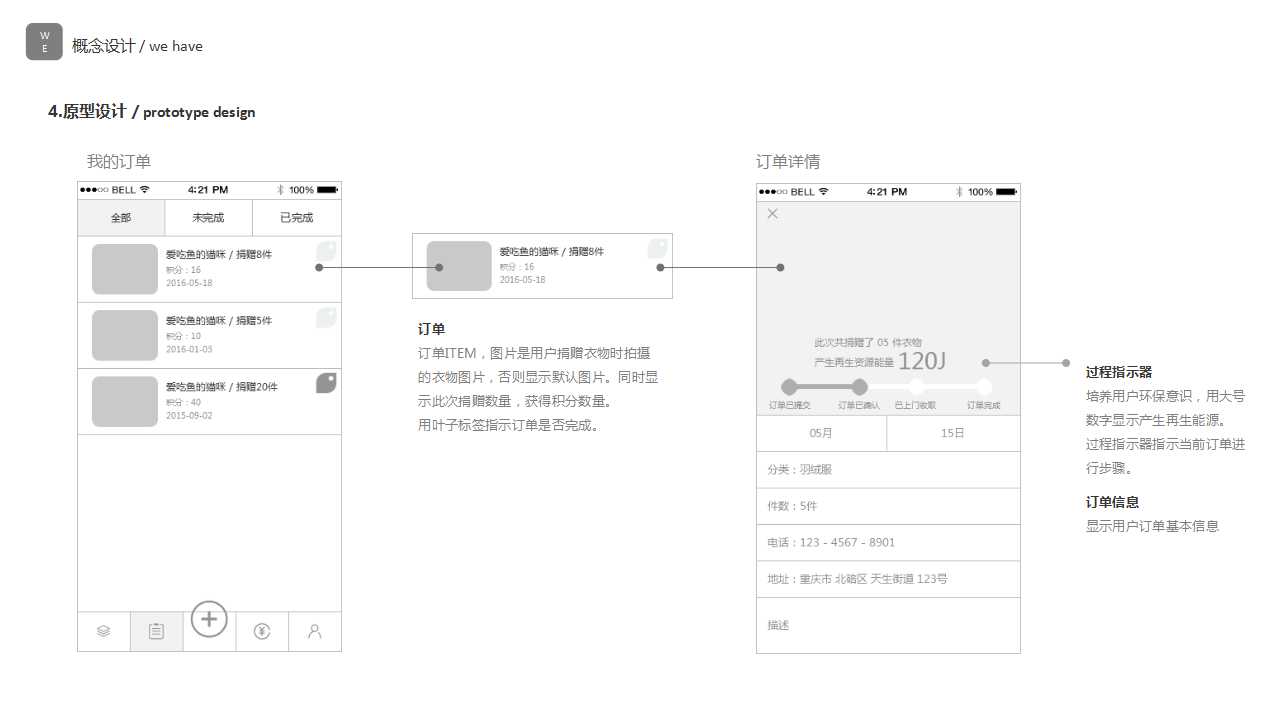 W
E
概念设计 / we have
4.原型设计 / prototype design
我的订单
BELL 4:21 PM 100%
全部 未完成 已完成
爱吃鱼的猫咪 / 捐赠8件
积分：16
2016-05-18
爱吃鱼的猫咪 / 捐赠5件
积分：10
2016-01-03
爱吃鱼的猫咪 / 捐赠20件
积分：40
2015-09-02
爱吃鱼的猫咪 / 捐赠8件
积分：16
2016-05-18
订单
订单ITEM，图片是用户捐赠衣物时拍摄
的衣物图片，否则显示默认图片。同时显
示此次捐赠数量，获得积分数量。
用叶子标签指示订单是否完成。
订单详情
BELL 4:21 PM 100%
此次共捐赠了 05 件衣物
产生再生资源能量 120J
订单已提交 订单已确认 已上门收取 订单完成
05月 15日
分类：羽绒服
件数：5件
电话：123 - 4567 - 8901
地址：重庆市 北碚区 天生街道 123号
描述
过程指示器
培养用户环保意识，用大号
数字显示产生再生能源。
过程指示器指示当前订单进
行步骤。
订单信息
显示用户订单基本信息